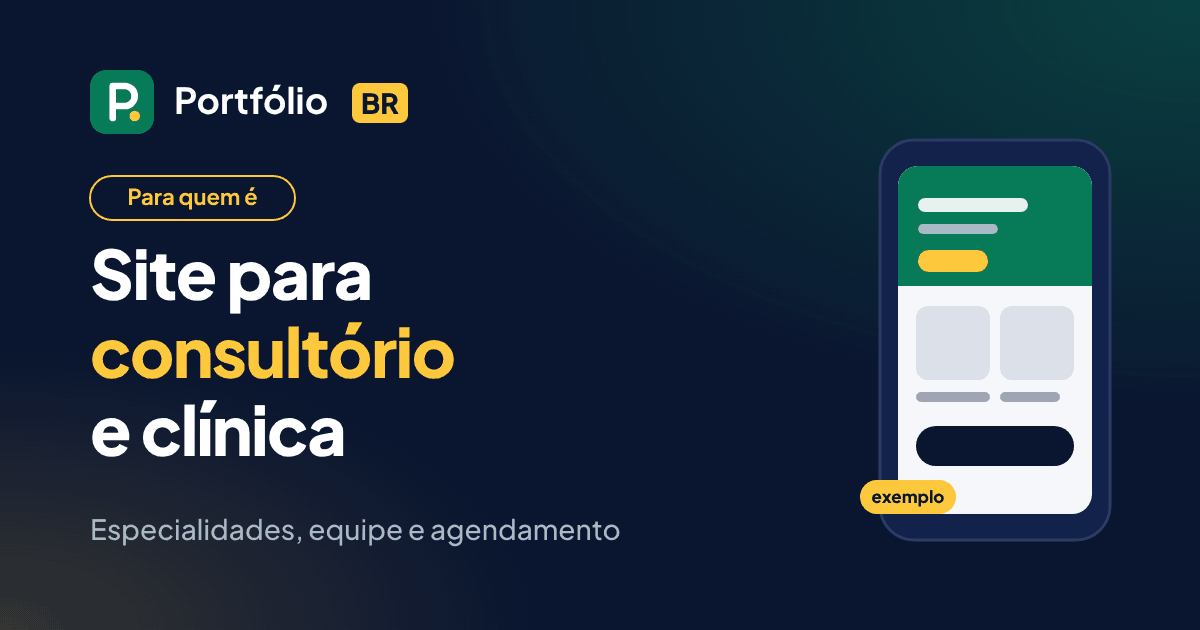 P. Portfólio BR
Para quem é
Site para
consultório
e clínica
Especialidades, equipe e agendamento
exemplo